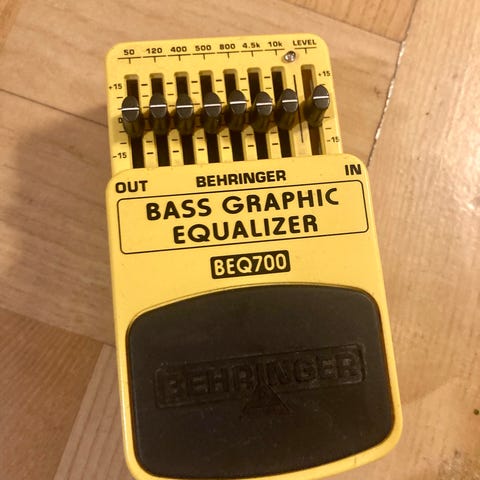 50 120 400 500 800 4.5k 10k LEVEL
+15 +15
0
-15 -15
OUT BEHRINGER IN
BASS GRAPHIC
EQUALIZER
BEQ700
BEHRINGER